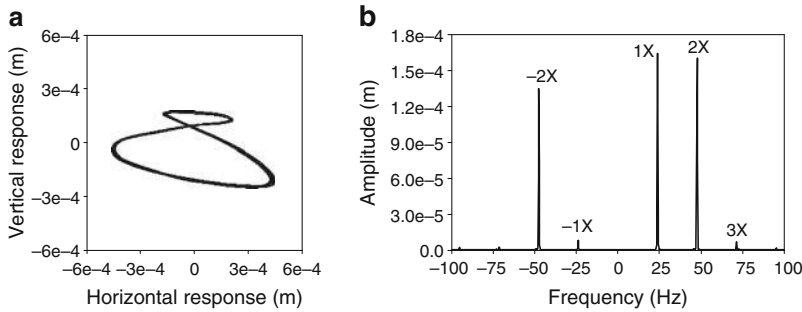 a
6e–4
3e–4
0
–3e–4
–6e–4
–6e–4 –3e–4 0 3e–4 6e–4
Vertical response (m)
Horizontal response (m)
b
1.8e–4
1.5e–4
1.2e–4
9.0e–5
6.0e–5
3.0e–5
0.0
–100 –75 –50 –25 0 25 50 75 100
Amplitude (m)
Frequency (Hz)
–2X
–1X
1X
2X
3X